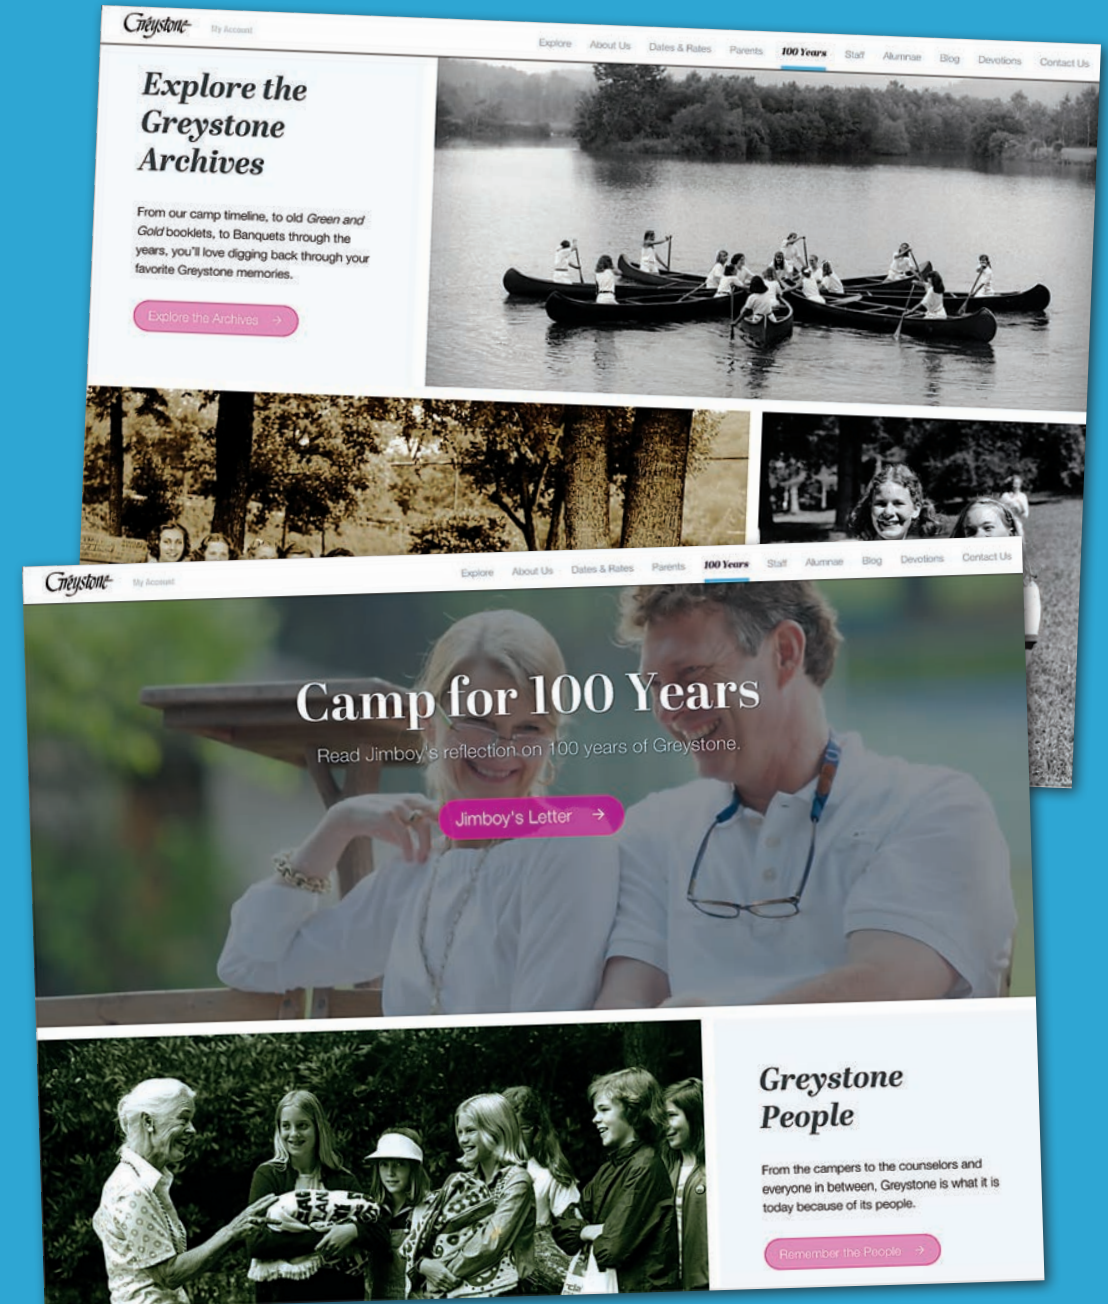 Greystone
My Account
Explore About Us Dates & Rates Parents 100 Years Staff Alumnae Blog Devotions Contact Us
Explore the
Greystone
Archives
From our camp timeline, to old Green and
Gold booklets, to Banquets through the
years, you'll love digging back through your
favorite Greystone memories.
Explore the Archives →
Greystone
My Account
Explore About Us Dates & Rates Parents 100 Years Staff Alumnae Blog Devotions Contact Us
Camp for 100 Years
Read Jimboy's reflection on 100 years of Greystone.
Jimboy's Letter →
Greystone
People
From the campers to the counselors and
everyone in between, Greystone is what it is
today because of its people.
Remember the People →